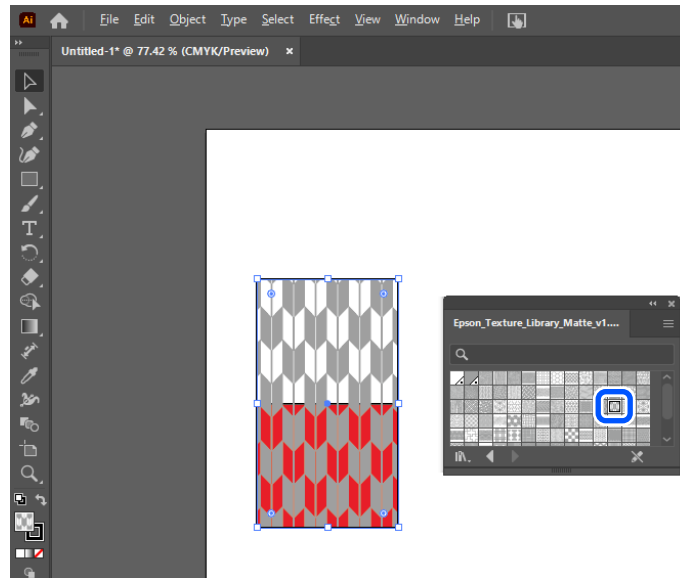 Ai File Edit Object Type Select Effect View Window Help
Untitled-1* @ 77.42 % (CMYK/Preview) ×
Epson_Texture_Library_Matte_v1....